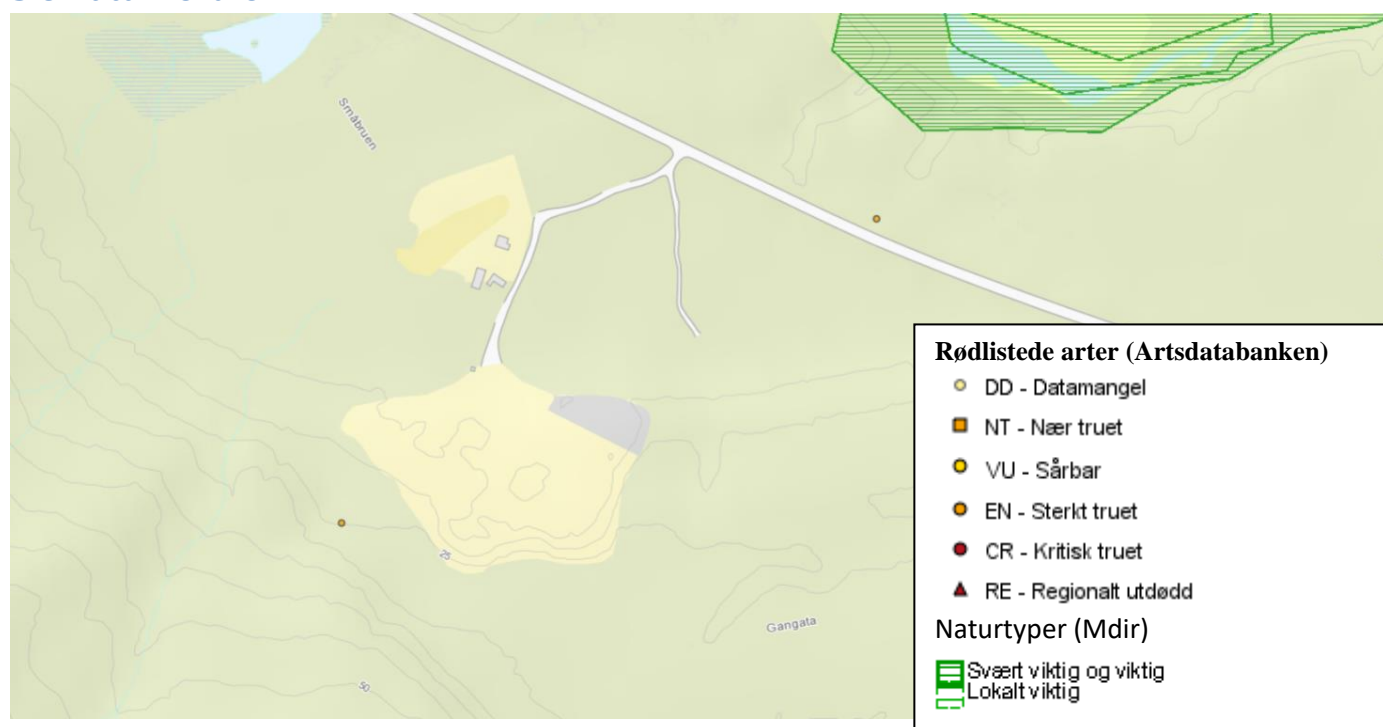 Småbruen
25
Gangata
50
Rødlistede arter (Artsdatabanken)
DD - Datamangel
NT - Nær truet
VU - Sårbar
EN - Sterkt truet
CR - Kritisk truet
RE - Regionalt utdødd
Naturtyper (Mdir)
Svært viktig og viktig
Lokalt viktig